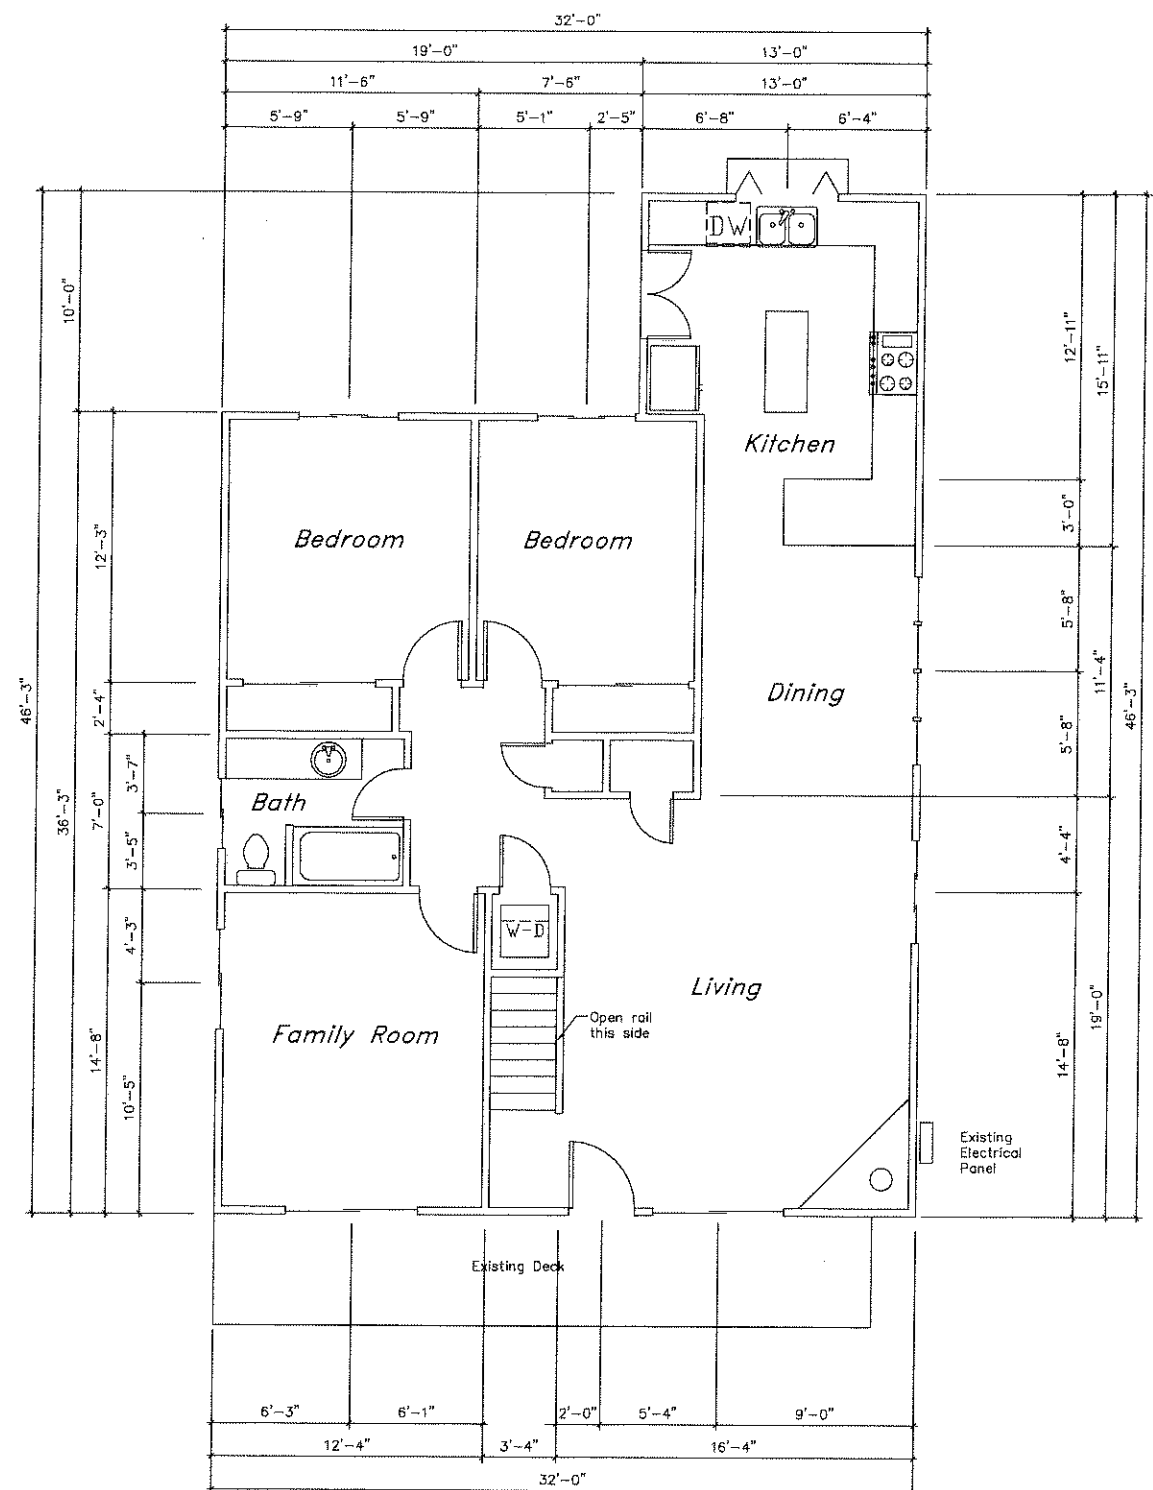 32'-0"
19'-0" 13'-0"
11'-6" 7'-6" 13'-0"
5'-9" 5'-9" 5'-1" 2'-5" 6'-8" 6'-4"
DW
10'-0"
12'-11"
15'-11"
Kitchen
3'-0"
Bedroom Bedroom
12'-3"
5'-8"
11'-4"
Dining
46'-3"
2'-4"
46'-3"
5'-8"
3'-7"
Bath
7'-0"
36'-3"
3'-5"
4'-4"
W-D
4'-3"
Living
Open rail
this side
19'-0"
Family Room
14'-8"
14'-8"
10'-5"
Existing
Electrical
Panel
Existing Deck
6'-3" 6'-1" 2'-0" 5'-4" 9'-0"
12'-4" 3'-4" 16'-4"
32'-0"